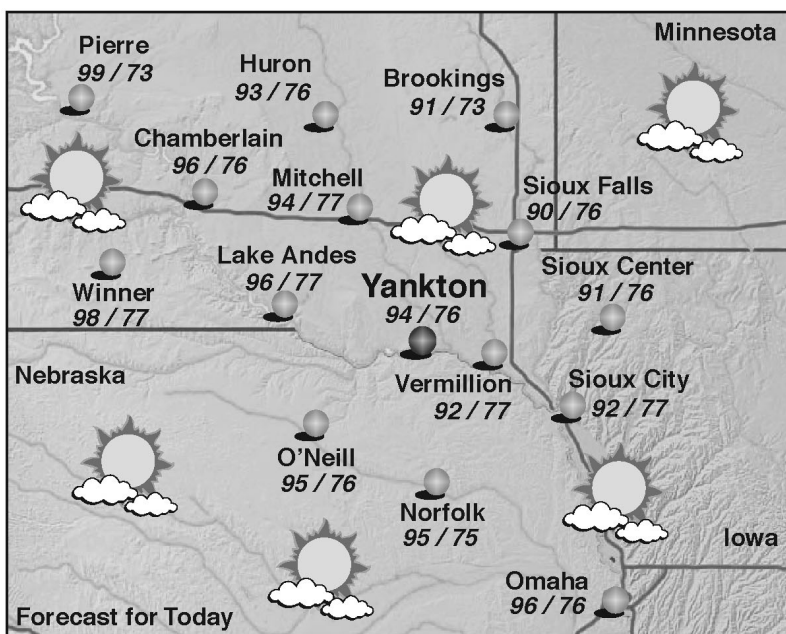 Pierre
99 / 73
Huron
93 / 76
Brookings
91 / 73
Minnesota
Chamberlain
96 / 76
Mitchell
94 / 77
Sioux Falls
90 / 76
Winner
98 / 77
Lake Andes
96 / 77
Yankton
94 / 76
Sioux Center
91 / 76
Nebraska
Vermillion
92 / 77
Sioux City
92 / 77
O'Neill
95 / 76
Norfolk
95 / 75
Iowa
Omaha
96 / 76
Forecast for Today